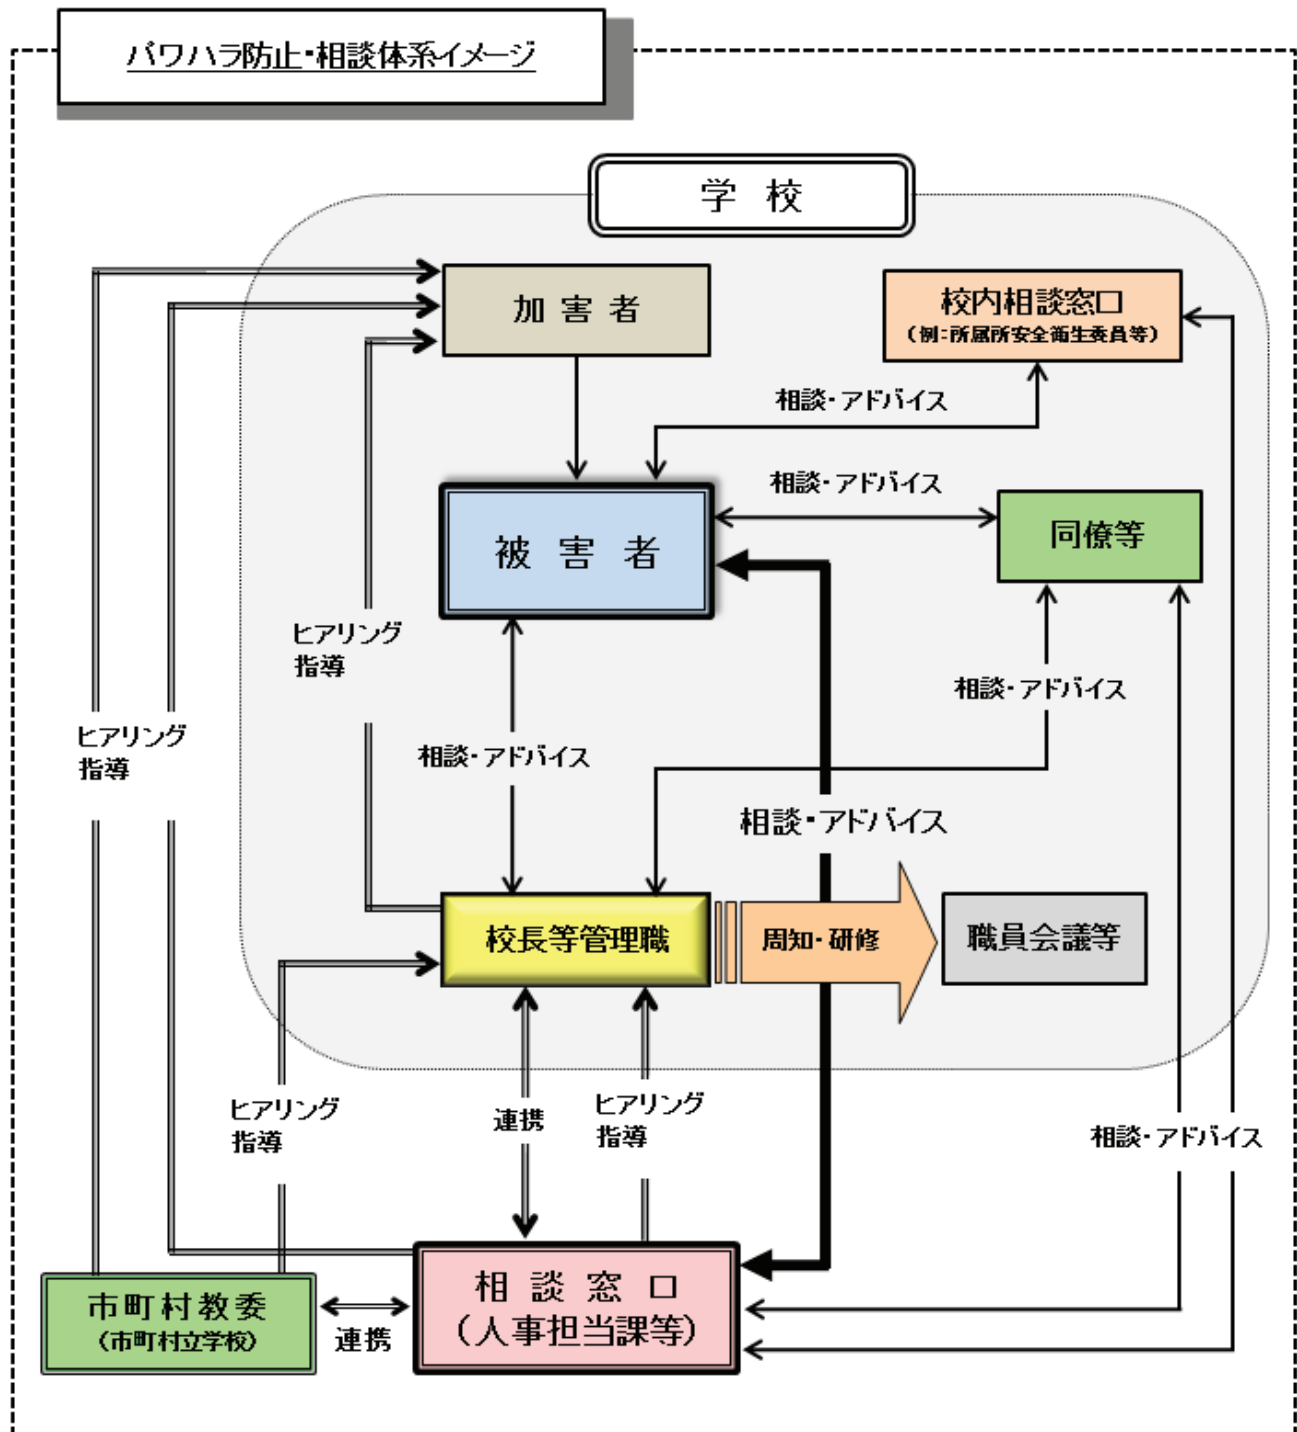 パワハラ防止・相談体系イメージ
学校
加害者
校内相談窓口
（例：所属所安全衛生委員等）
相談・アドバイス
相談・アドバイス
被害者
同僚等
ヒアリング
指導
相談・アドバイス
ヒアリング
指導
相談・アドバイス
相談・アドバイス
校長等管理職
周知・研修
職員会議等
ヒアリング
指導
連携
ヒアリング
指導
相談・アドバイス
市町村教委
（市町村立学校）
連携
相談窓口
（人事担当課等）